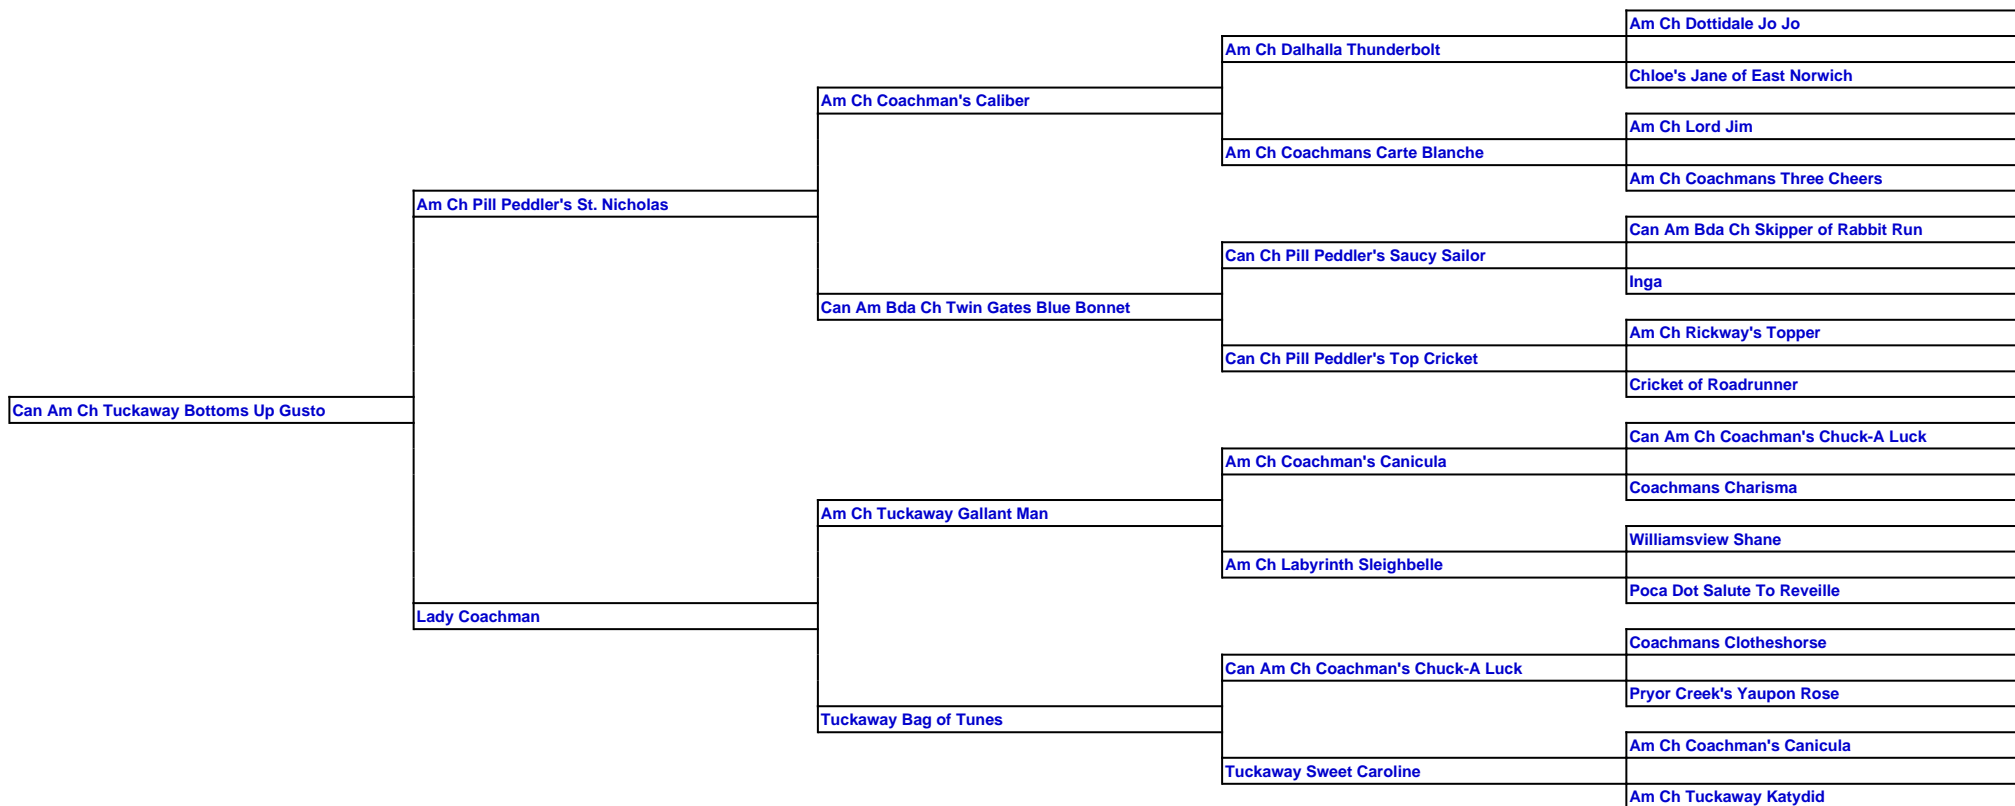 Am Ch Dottidale Jo Jo
Am Ch Dalhalla Thunderbolt
Chloe's Jane of East Norwich
Am Ch Coachman's Caliber
Am Ch Lord Jim
Am Ch Coachmans Carte Blanche
Am Ch Coachmans Three Cheers
Am Ch Pill Peddler's St. Nicholas
Can Am Bda Ch Skipper of Rabbit Run
Can Ch Pill Peddler's Saucy Sailor
Inga
Can Am Bda Ch Twin Gates Blue Bonnet
Am Ch Rickway's Topper
Can Ch Pill Peddler's Top Cricket
Cricket of Roadrunner
Can Am Ch Tuckaway Bottoms Up Gusto
Can Am Ch Coachman's Chuck-A Luck
Am Ch Coachman's Canicula
Coachmans Charisma
Am Ch Tuckaway Gallant Man
Williamsview Shane
Am Ch Labyrinth Sleighbelle
Poca Dot Salute To Reveille
Lady Coachman
Coachmans Clotheshorse
Can Am Ch Coachman's Chuck-A Luck
Pryor Creek's Yaupon Rose
Tuckaway Bag of Tunes
Am Ch Coachman's Canicula
Tuckaway Sweet Caroline
Am Ch Tuckaway Katydid